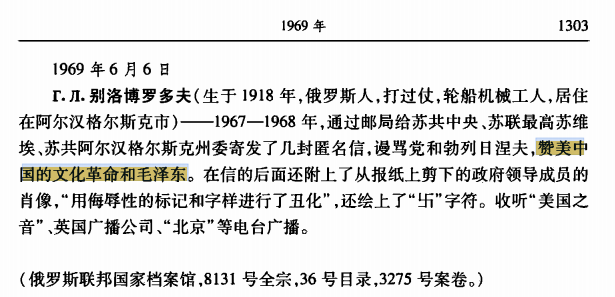 1969 年
1303
1969 年 6 月 6 日
Г. Л. 别洛博罗多夫(生于 1918 年,俄罗斯人,打过仗,轮船机械工人,居住
在阿尔汉格尔斯克市)——1967—1968 年,通过邮局给苏共中央、苏联最高苏维
埃、苏共阿尔汉格尔斯克州委寄发了几封匿名信,谩骂党和勃列日涅夫,赞美中
国的文化革命和毛泽东。在信的后面还附上了从报纸上剪下的政府领导成员的
肖像,“用侮辱性的标记和字样进行了丑化”,还绘上了“卐”字符。收听“美国之
音”、英国广播公司、“北京”等电台广播。
(俄罗斯联邦国家档案馆,8131 号全宗,36 号目录,3275 号案卷。)